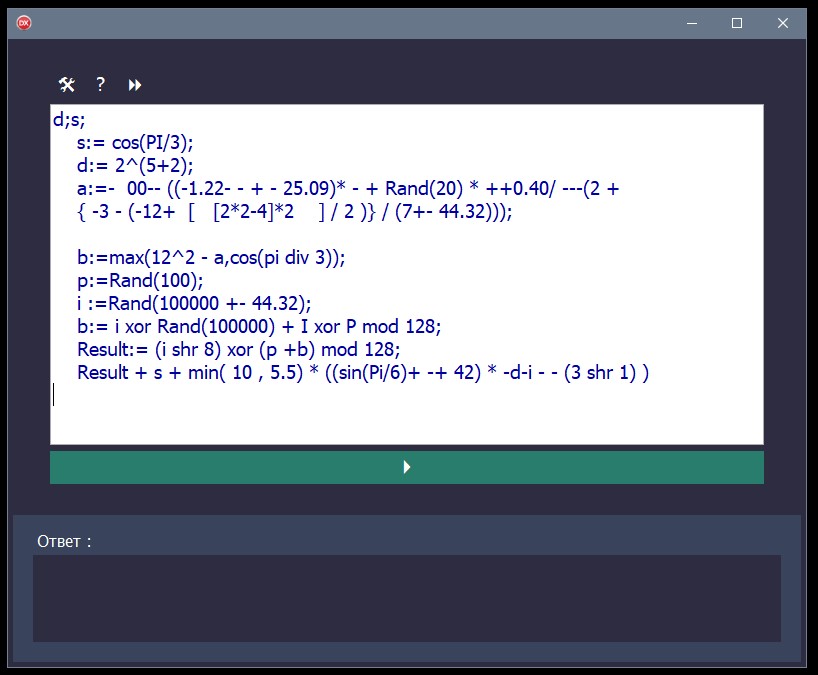 DX
?
d;s;
s:= cos(PI/3);
d:= 2^(5+2);
a:=-  00-- ((-1.22- - + - 25.09)* - + Rand(20) * ++0.40/ ---(2 +
{ -3 - (-12+  [   [2*2-4]*2    ] / 2 )} / (7+- 44.32)));
b:=max(12^2 - a,cos(pi div 3));
p:=Rand(100);
i :=Rand(100000 +- 44.32);
b:= i xor Rand(100000) + I xor P mod 128;
Result:= (i shr 8) xor (p +b) mod 128;
Result + s + min( 10 , 5.5) * ((sin(Pi/6)+ -+ 42) * -d-i - - (3 shr 1) )
Ответ :